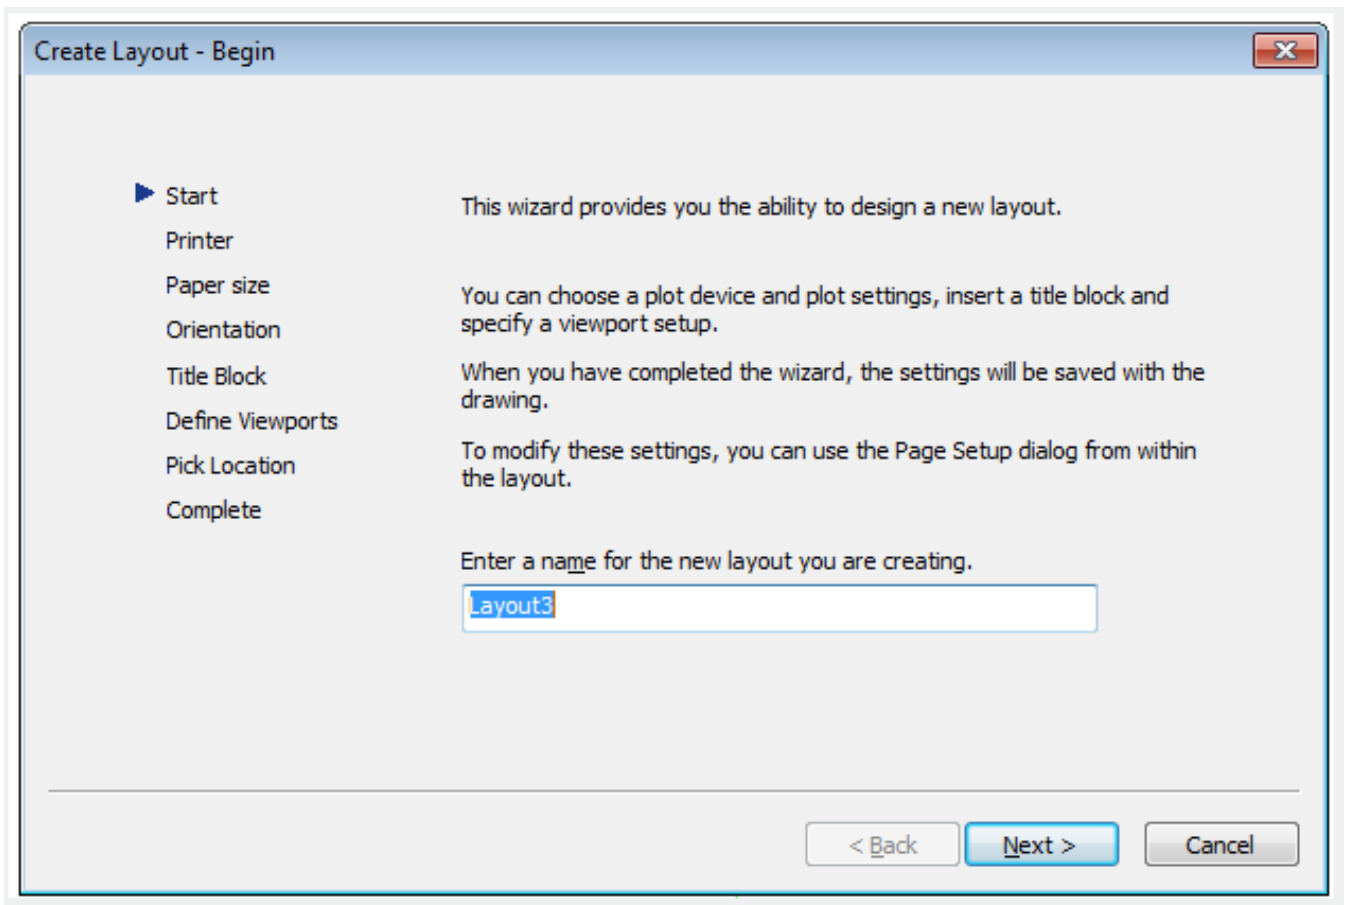 Create Layout - Begin
Start
Printer
Paper size
Orientation
Title Block
Define Viewports
Pick Location
Complete
This wizard provides you the ability to design a new layout.
You can choose a plot device and plot settings, insert a title block and
specify a viewport setup.
When you have completed the wizard, the settings will be saved with the
drawing.
To modify these settings, you can use the Page Setup dialog from within
the layout.
Enter a name for the new layout you are creating.
Layout3
< Back
Next >
Cancel